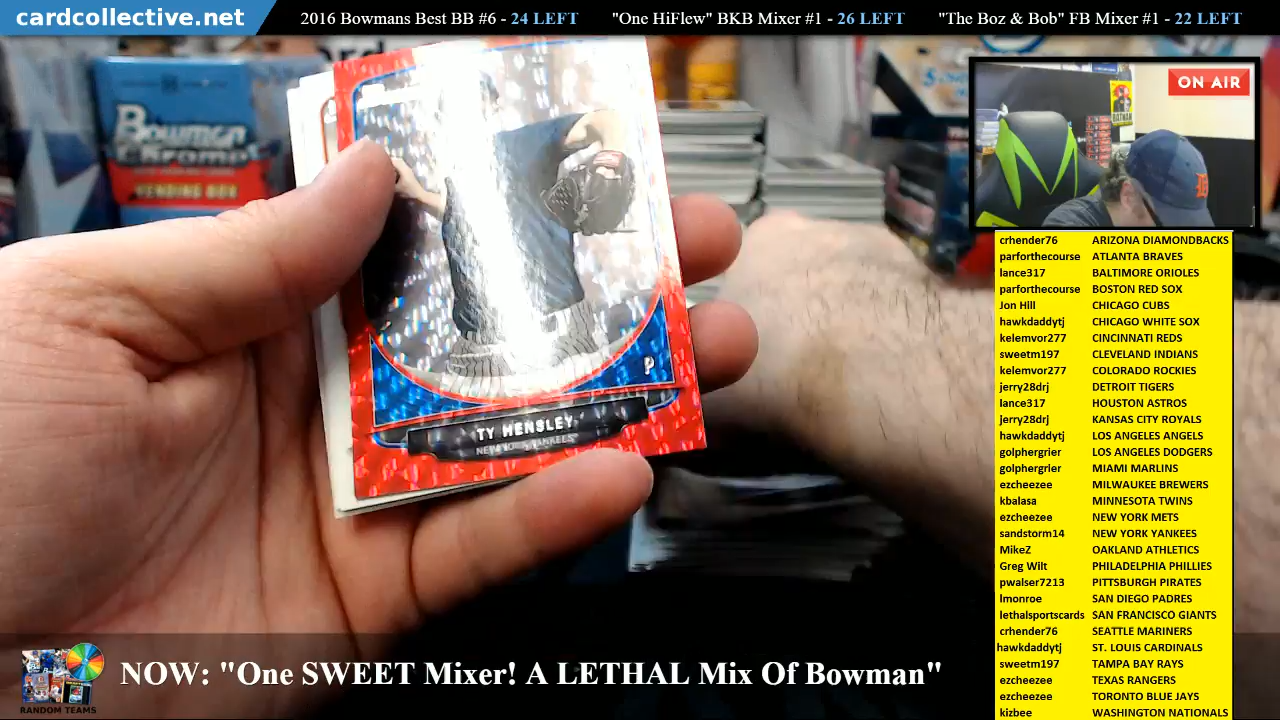 cardcollective.net
2016 Bowmans Best BB #6 - 24 LEFT
"One HiFlew" BKB Mixer #1 - 26 LEFT
"The Boz & Bob" FB Mixer #1 - 22 LEFT
ON AIR
Bowman
Chrome
VENDING BOX
P
TY HENSLEY
NEW YORK YANKEES
crhender76 ARIZONA DIAMONDBACKS
parforthecourse ATLANTA BRAVES
lance317 BALTIMORE ORIOLES
parforthecourse BOSTON RED SOX
Jon Hill CHICAGO CUBS
hawkdaddytj CHICAGO WHITE SOX
kelemvor277 CINCINNATI REDS
sweetm197 CLEVELAND INDIANS
kelemvor277 COLORADO ROCKIES
jerry28drj DETROIT TIGERS
lance317 HOUSTON ASTROS
jerry28drj KANSAS CITY ROYALS
hawkdaddytj LOS ANGELES ANGELS
golphergrier LOS ANGELES DODGERS
golphergrier MIAMI MARLINS
ezcheezee MILWAUKEE BREWERS
kbalasa MINNESOTA TWINS
ezcheezee NEW YORK METS
sandstorm14 NEW YORK YANKEES
MikeZ OAKLAND ATHLETICS
Greg Wilt PHILADELPHIA PHILLIES
pwalser7213 PITTSBURGH PIRATES
lmonroe SAN DIEGO PADRES
lethalsportscards SAN FRANCISCO GIANTS
crhender76 SEATTLE MARINERS
hawkdaddytj ST. LOUIS CARDINALS
sweetm197 TAMPA BAY RAYS
ezcheezee TEXAS RANGERS
ezcheezee TORONTO BLUE JAYS
kizbee WASHINGTON NATIONALS
RANDOM TEAMS
NOW: "One SWEET Mixer! A LETHAL Mix Of Bowman"